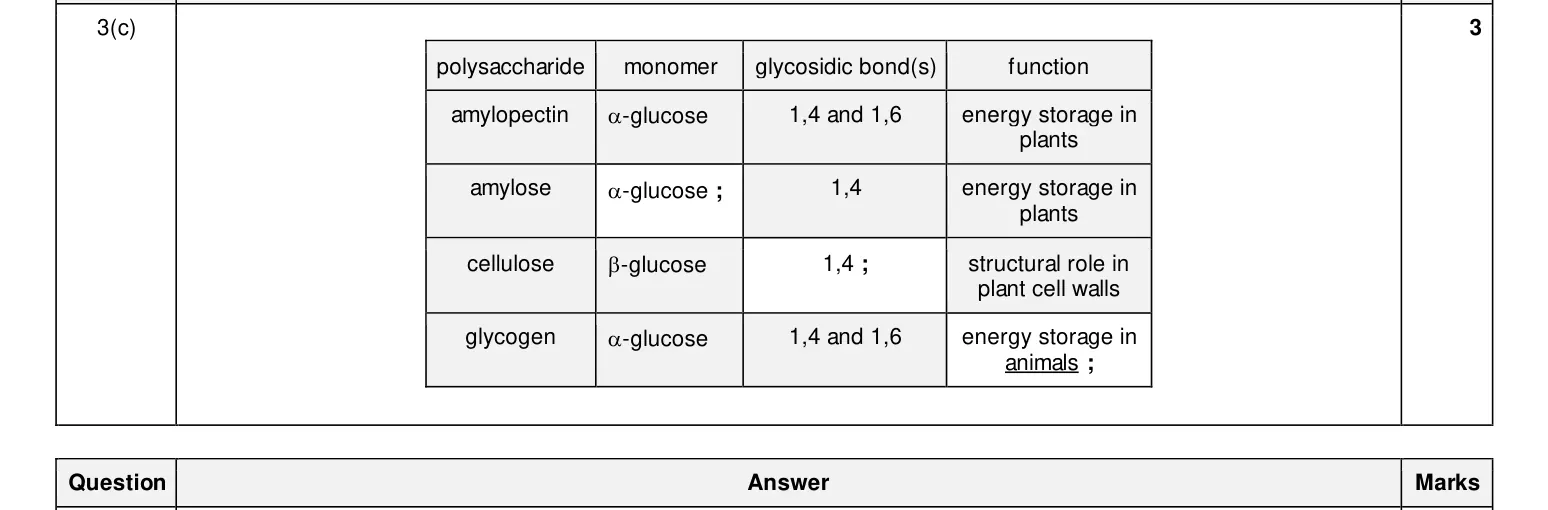 3(c) 3
polysaccharide monomer glycosidic bond(s) function
amylopectin α-glucose 1,4 and 1,6 energy storage in
plants
amylose α-glucose ; 1,4 energy storage in
plants
cellulose β-glucose 1,4 ; structural role in
plant cell walls
glycogen α-glucose 1,4 and 1,6 energy storage in
animals ;
Question Answer Marks